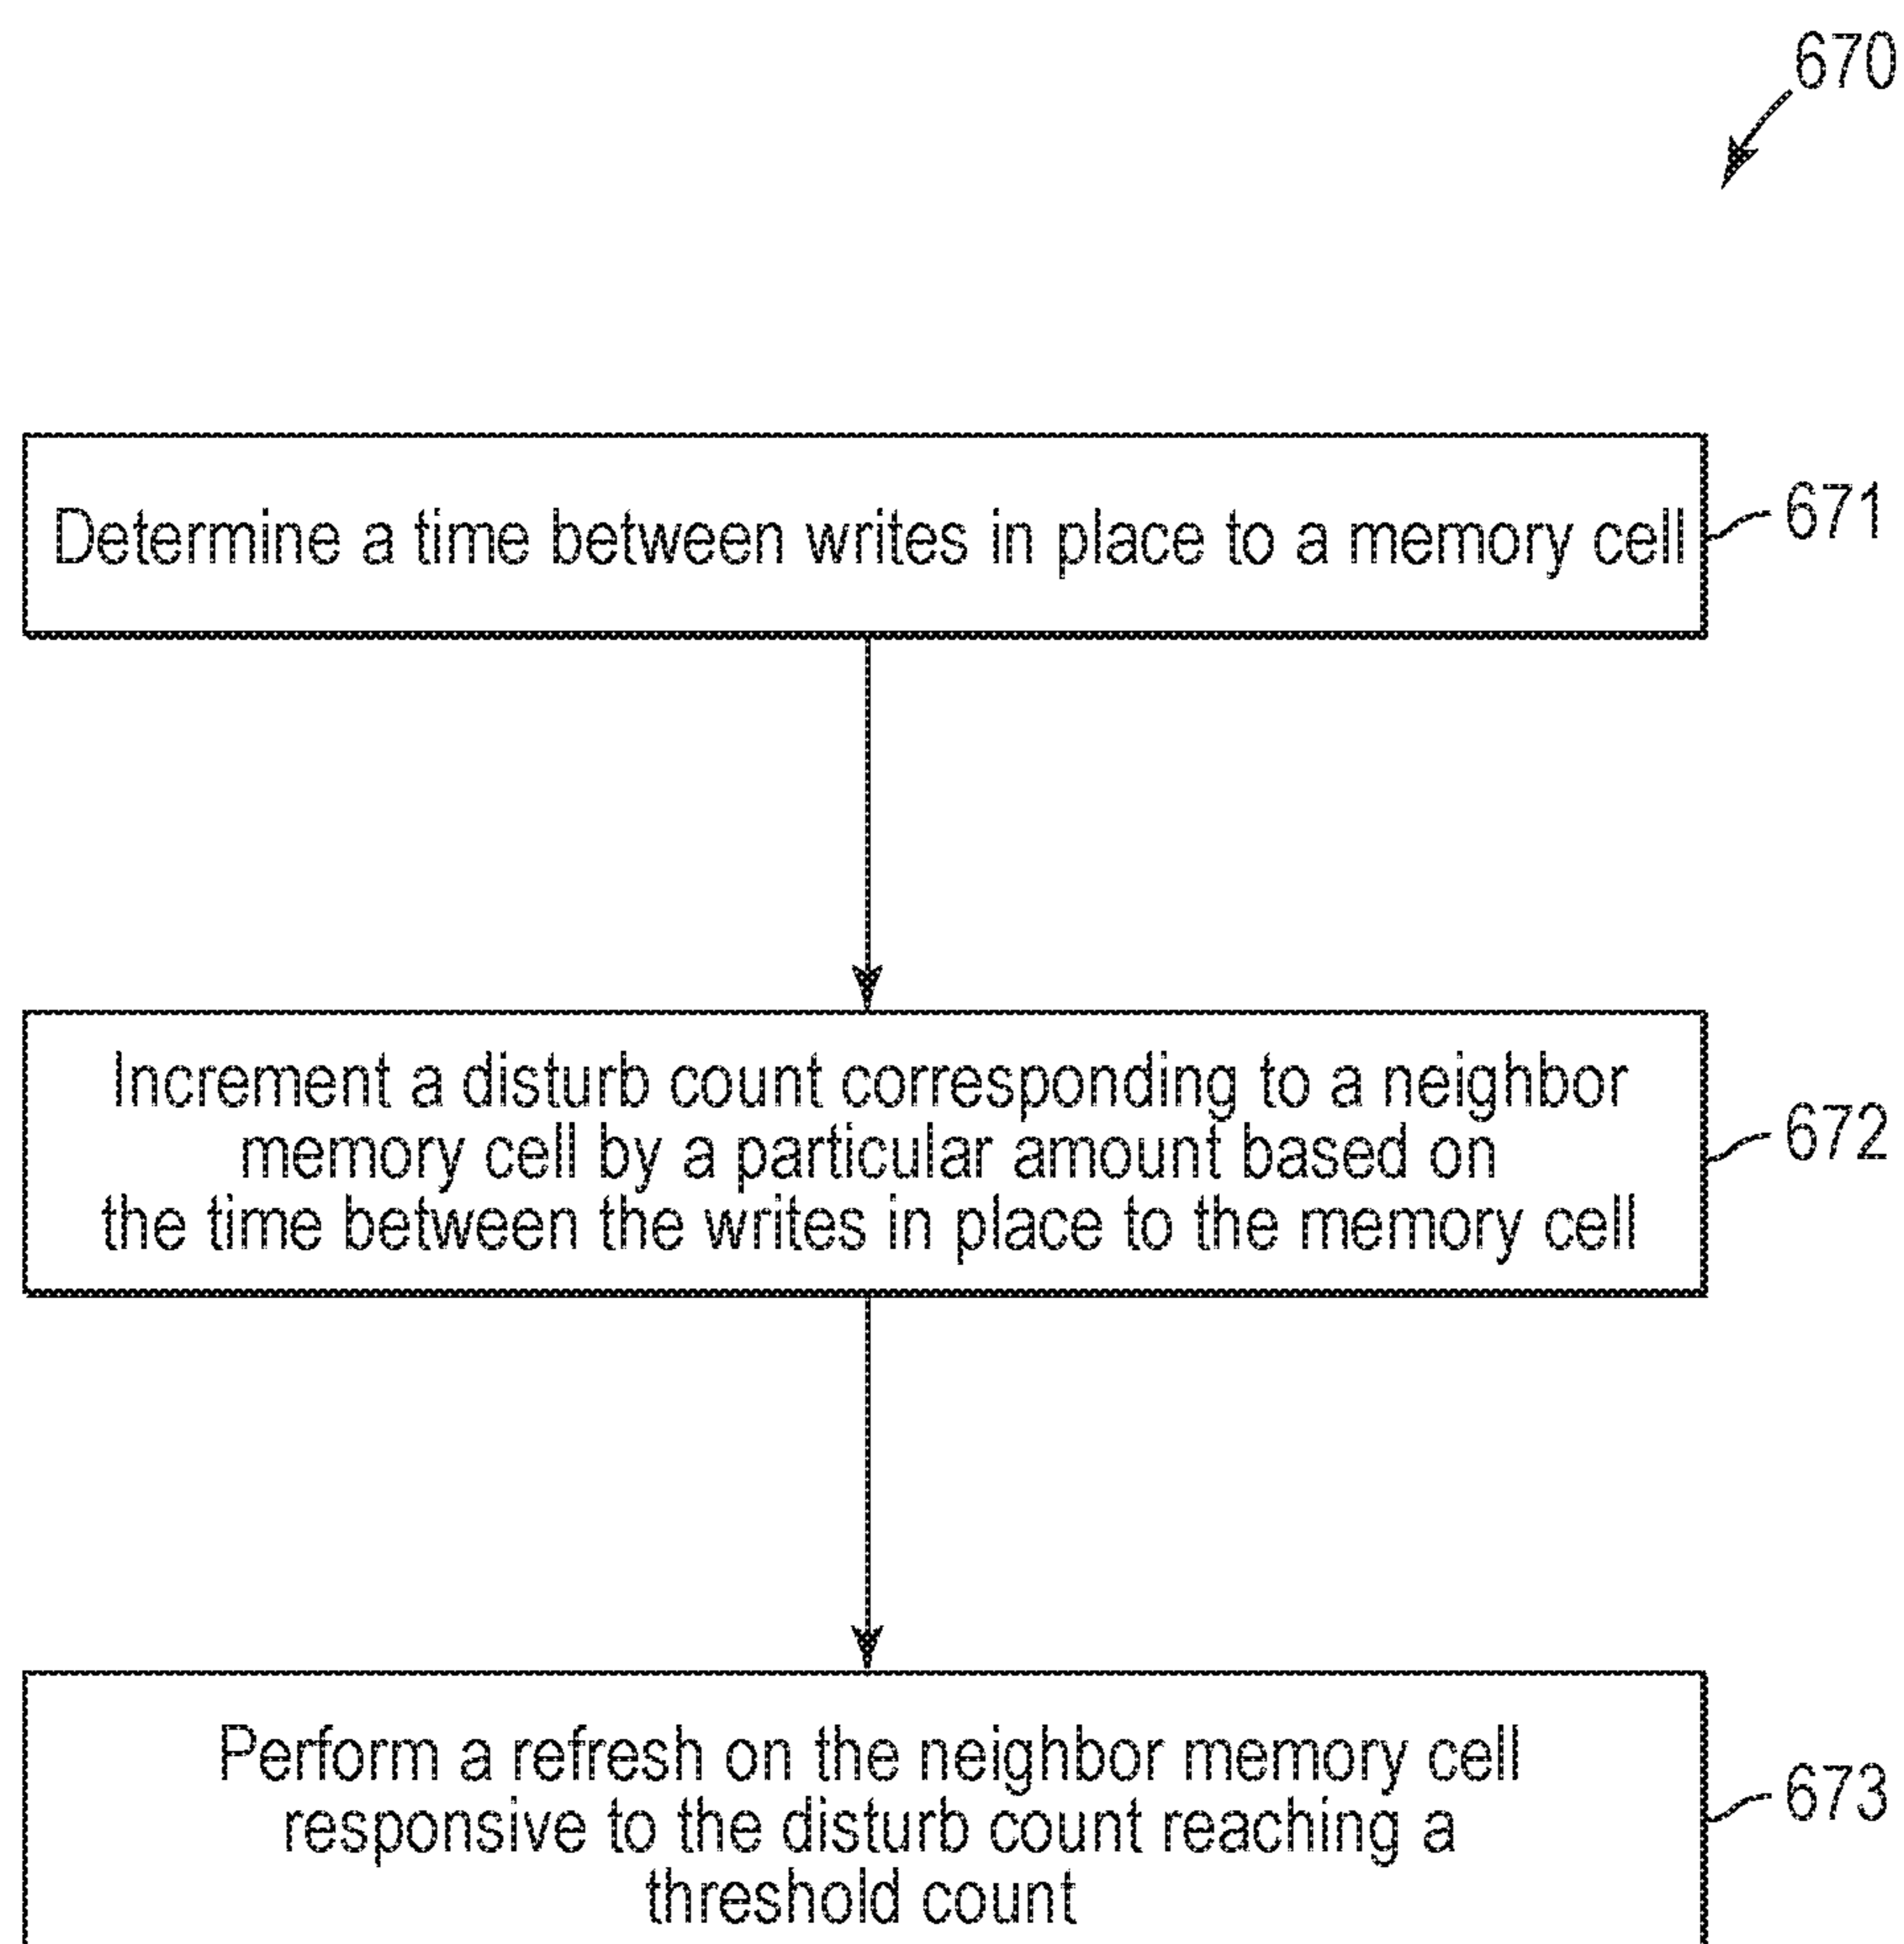 670
Determine a time between writes in place to a memory cell
671
Increment a disturb count corresponding to a neighbor
memory cell by a particular amount based on
the time between the writes in place to the memory cell
672
Perform a refresh on the neighbor memory cell
responsive to the disturb count reaching a
threshold count
673